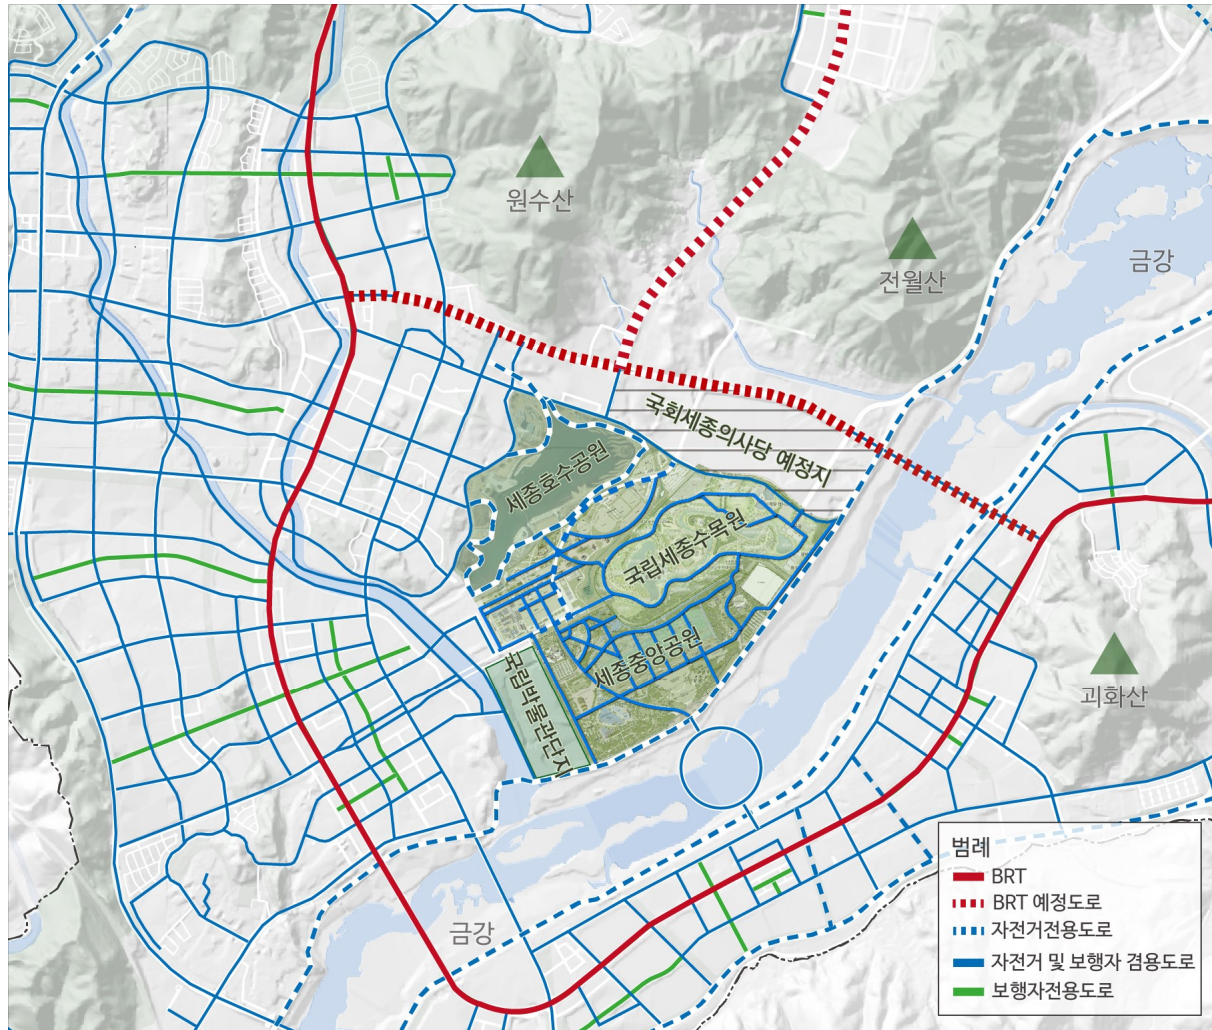 원수산
전월산
금강
국회세종의사당 예정지
세종호수공원
국립세종수목원
세종중앙공원
국립박물관단지
괴화산
금강
범례
BRT
BRT 예정도로
자전거전용도로
자전거 및 보행자 겸용도로
보행자전용도로